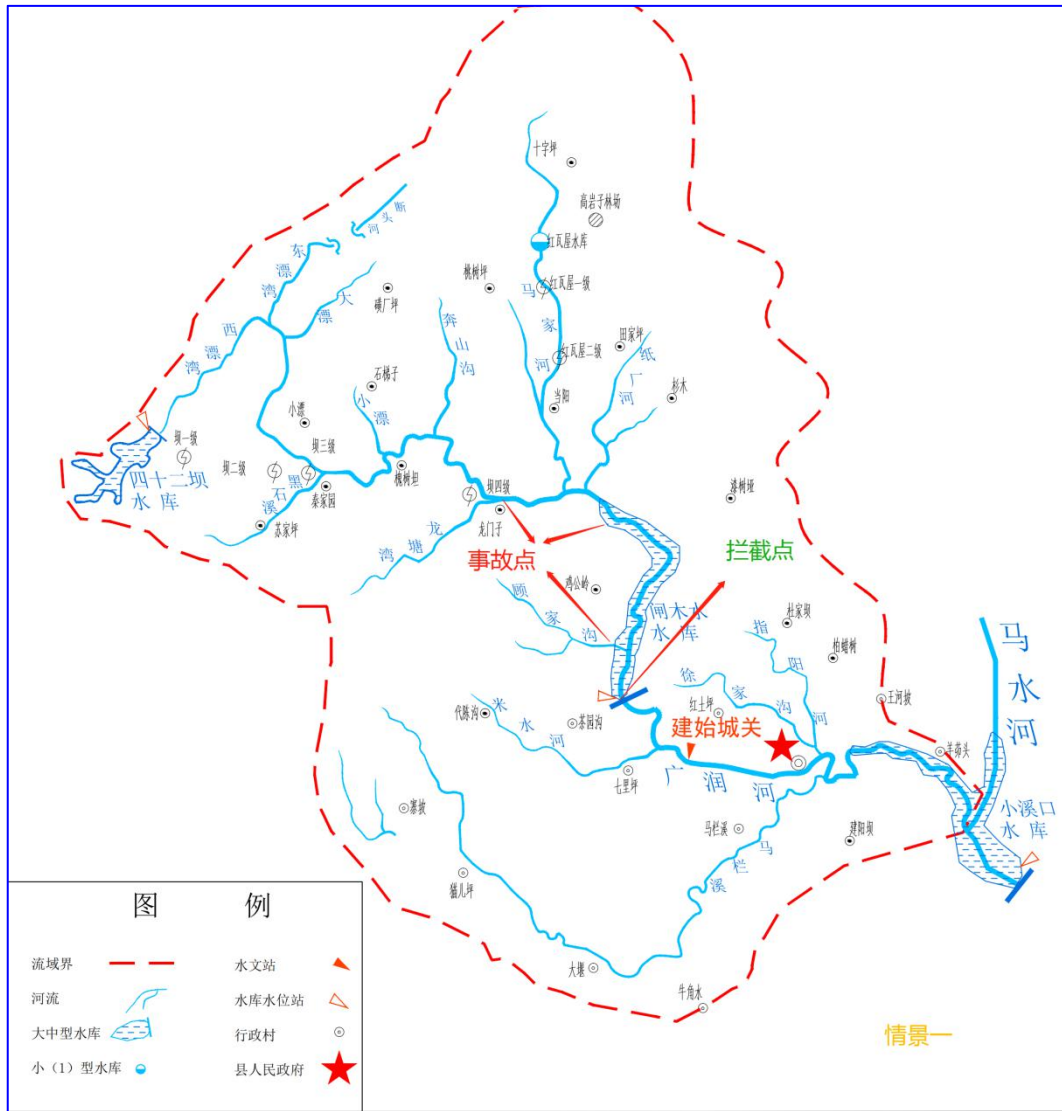 十字坪
高岩子林场
红瓦屋水库
断头河
东漂湾
西漂湾
大漂
磺厂坪
桃树坪
奔山沟
马家河
红瓦屋一级
红瓦屋二级
田家坪
纸厂河
杉木
当阳
石梯子
小漂
小漂
坝一级
坝二级
坝三级
四十二坝
水库
黑石溪
秦家园
苏家坪
槐树坦
坝四级
龙门子
龙塘湾
漆树垭
事故点
拦截点
鸡公岭
顾家沟
闸木水
水库
杜家坝
柏蜡树
指阳河
徐家沟
红土坪
王河坡
马水河
代陈沟
茶园沟
米水河
建始城关
广润河
七里坪
羊茹头
小溪口
水库
寨坡
马栏溪
马栏溪
建阳坝
猫儿坪
大堰
牛角水
图 例
流域界
水文站
河流
水库水位站
大中型水库
行政村
小（1）型水库
县人民政府
情景一